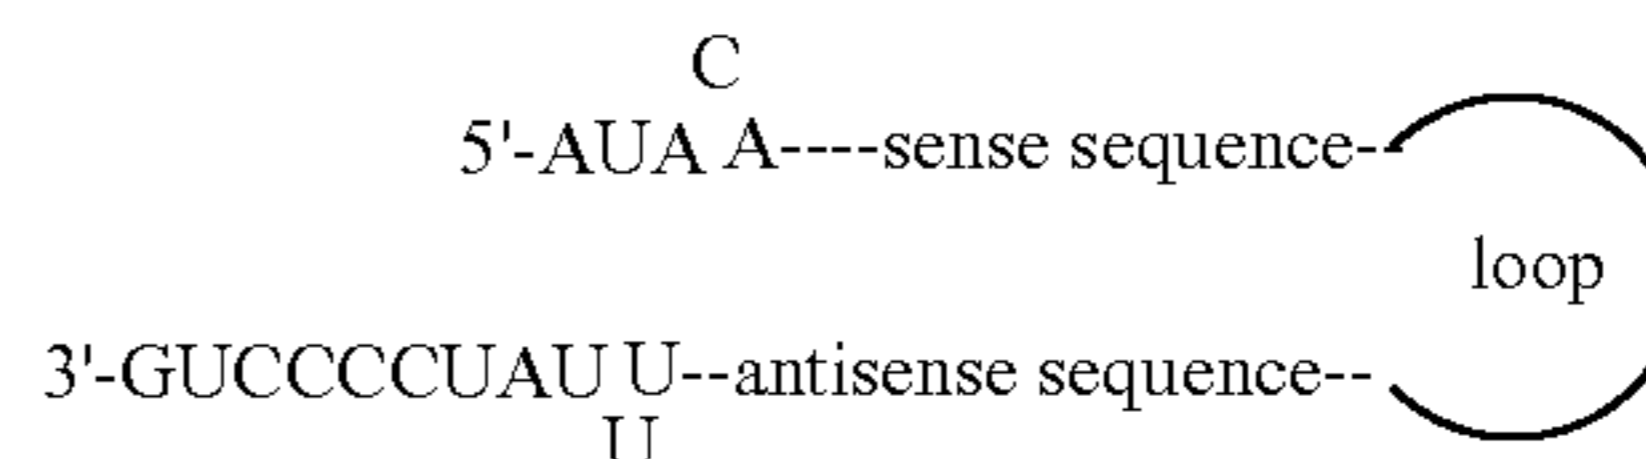 C
5'-AUA A----sense sequence--
loop
3'-GUCCCCUAU U--antisense sequence--
U